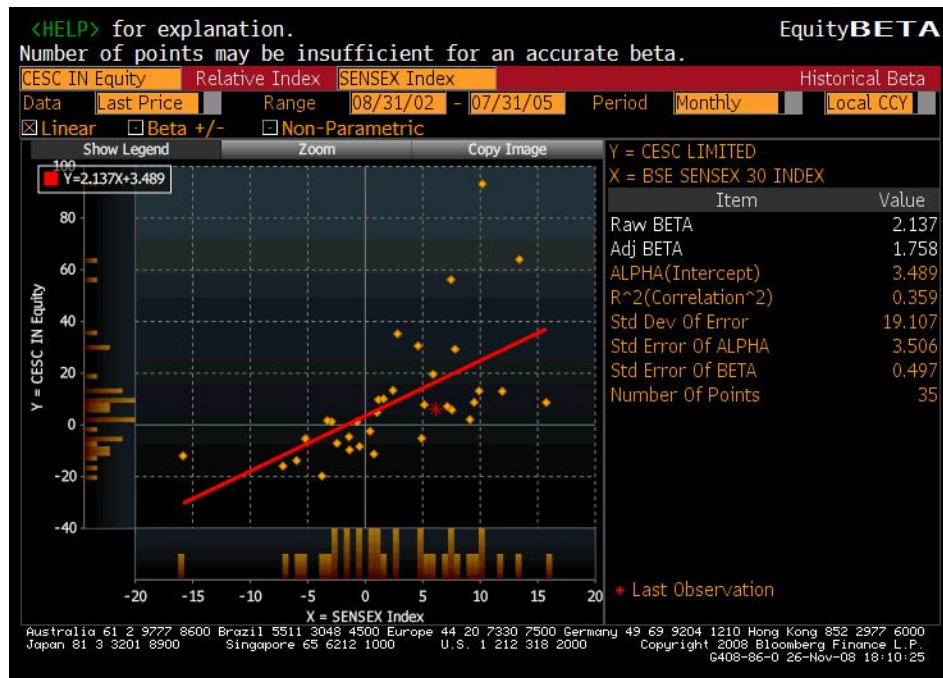 <HELP> for explanation. EquityBETA
Number of points may be insufficient for an accurate beta.
CESC IN Equity Relative Index SENSEX Index Historical Beta
Data Last Price Range 08/31/02 - 07/31/05 Period Monthly Local CCY
Linear Beta +/- Non-Parametric
Show Legend Zoom Copy Image
Y=2.137X+3.489
100
80
60
40
20
0
-20
-40
Y = CESC IN Equity
-20 -15 -10 -5 0 5 10 15 20
X = SENSEX Index
Y = CESC LIMITED
X = BSE SENSEX 30 INDEX
Item Value
Raw BETA 2.137
Adj BETA 1.758
ALPHA(Intercept) 3.489
R^2(Correlation^2) 0.359
Std Dev Of Error 19.107
Std Error Of ALPHA 3.506
Std Error Of BETA 0.497
Number Of Points 35
* Last Observation
Australia 61 2 9777 8600 Brazil 5511 3048 4500 Europe 44 20 7330 7500 Germany 49 69 9204 1210 Hong Kong 852 2977 6000
Japan 81 3 3201 8900 Singapore 65 6212 1000 U.S. 1 212 318 2000 Copyright 2008 Bloomberg Finance L.P.
G408-86-0 26-Nov-08 18:10:25